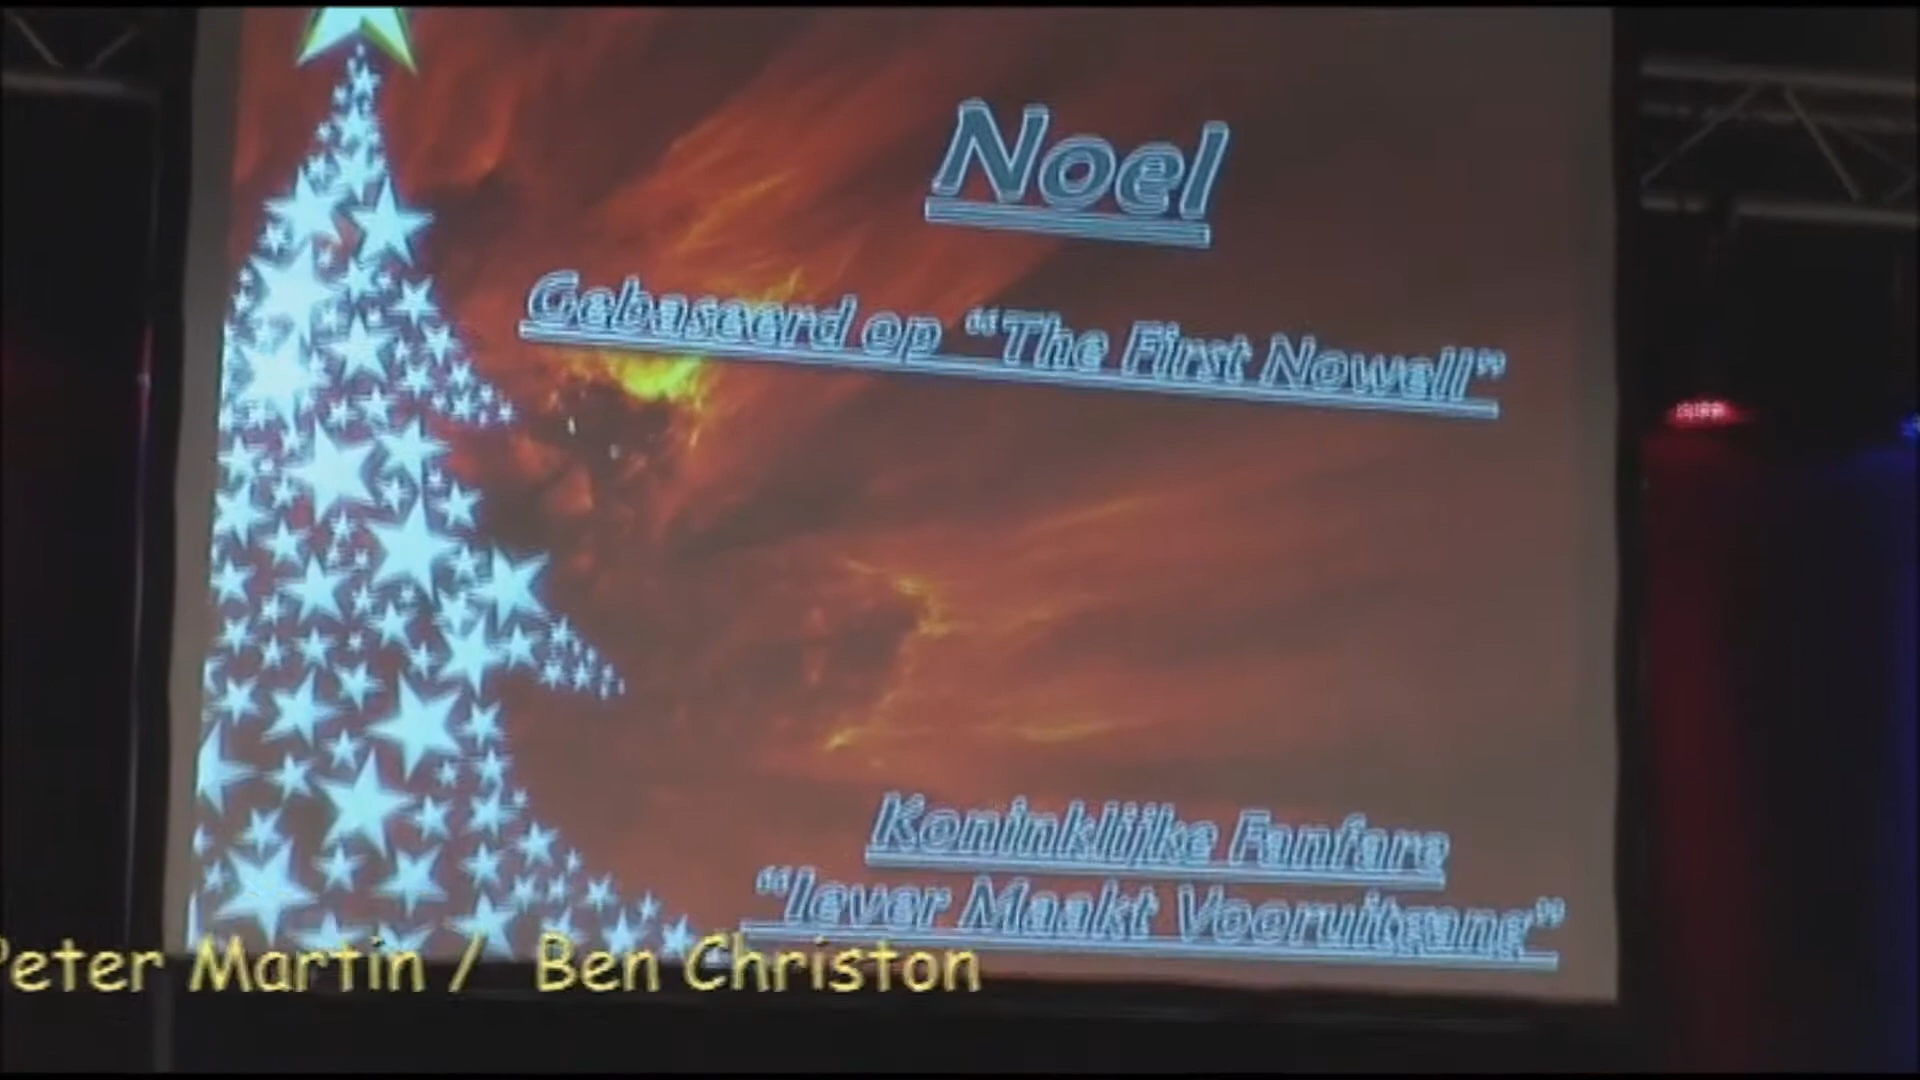 Noel
Gebaseerd op “The First Nowell”
Koninklijke Fanfare
“Iever Maakt Vooruitgang”
Peter Martin / Ben Christon